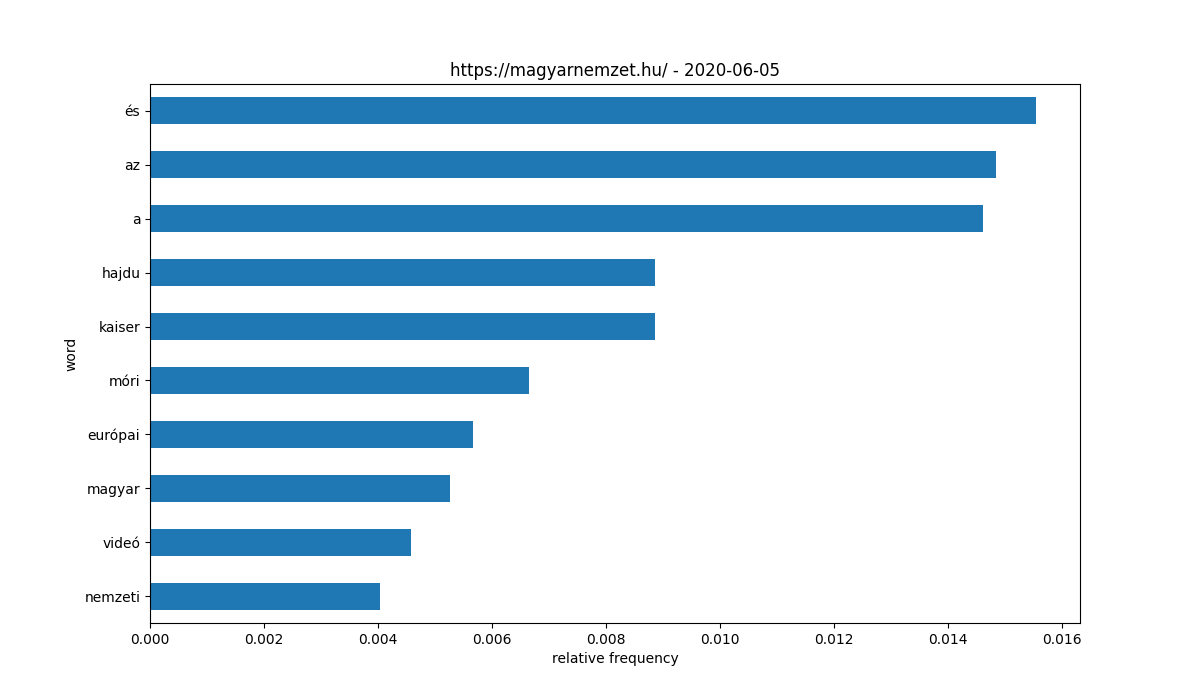 https://magyarnemzet.hu/ - 2020-06-05
és
az
a
hajdu
kaiser
móri
európai
magyar
videó
nemzeti
word
0.000 0.002 0.004 0.006 0.008 0.010 0.012 0.014 0.016
relative frequency